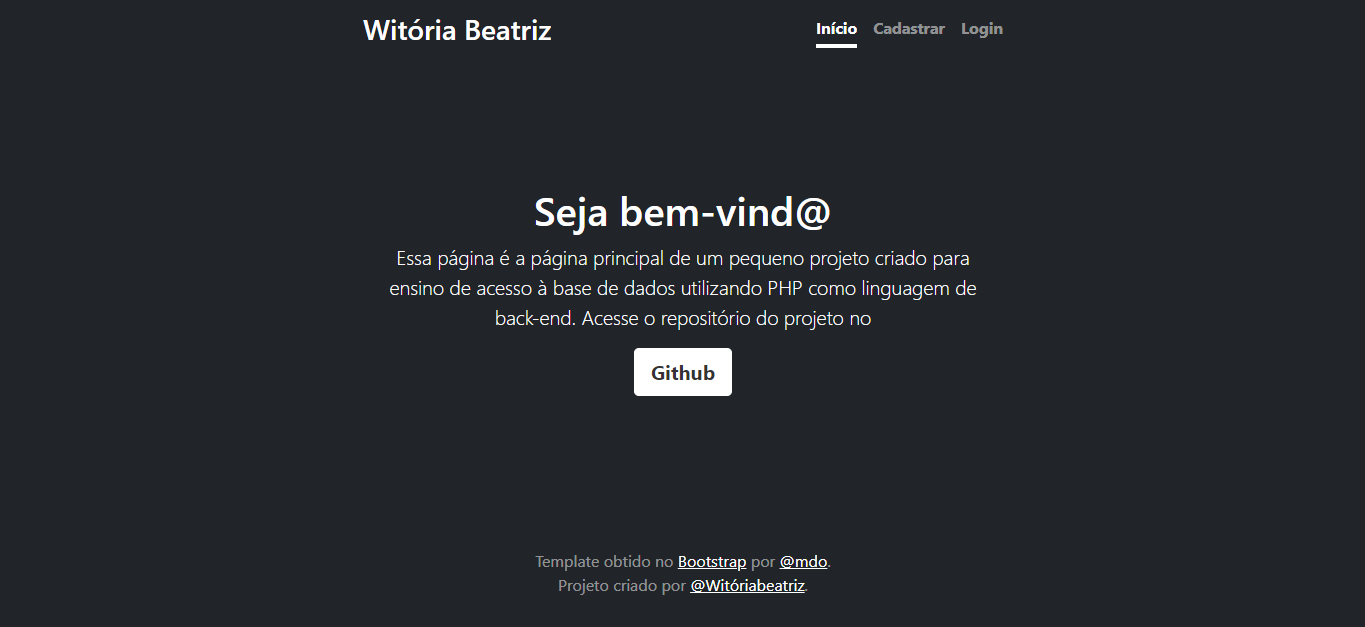 Witória Beatriz
Início Cadastrar Login
Seja bem-vind@
Essa página é a página principal de um pequeno projeto criado para
ensino de acesso à base de dados utilizando PHP como linguagem de
back-end. Acesse o repositório do projeto no
Github
Template obtido no Bootstrap por @mdo.
Projeto criado por @Witóriabeatriz.